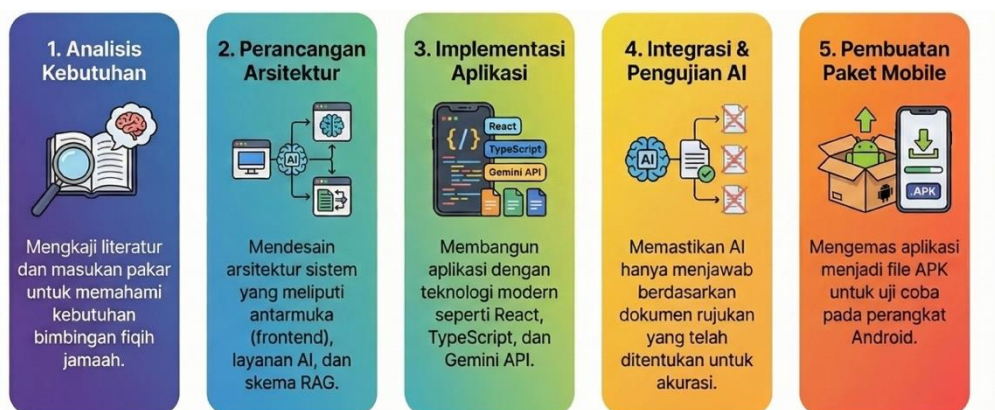 1. Analisis
Kebutuhan
Mengkaji literatur
dan masukan pakar
untuk memahami
kebutuhan
bimbingan fiqih
jamaah.
2. Perancangan
Arsitektur
AI
Mendesain
arsitektur sistem
yang meliputi
antarmuka
(frontend),
layanan AI, dan
skema RAG.
3. Implementasi
Aplikasi
{/}
React
TypeScript
Gemini API
Membangun
aplikasi dengan
teknologi modern
seperti React,
TypeScript, dan
Gemini API.
4. Integrasi &
Pengujian AI
AI
Memastikan AI
hanya menjawab
berdasarkan
dokumen rujukan
yang telah
ditentukan untuk
akurasi.
5. Pembuatan
Paket Mobile
.APK
Mengemas aplikasi
menjadi file APK
untuk uji coba
pada perangkat
Android.